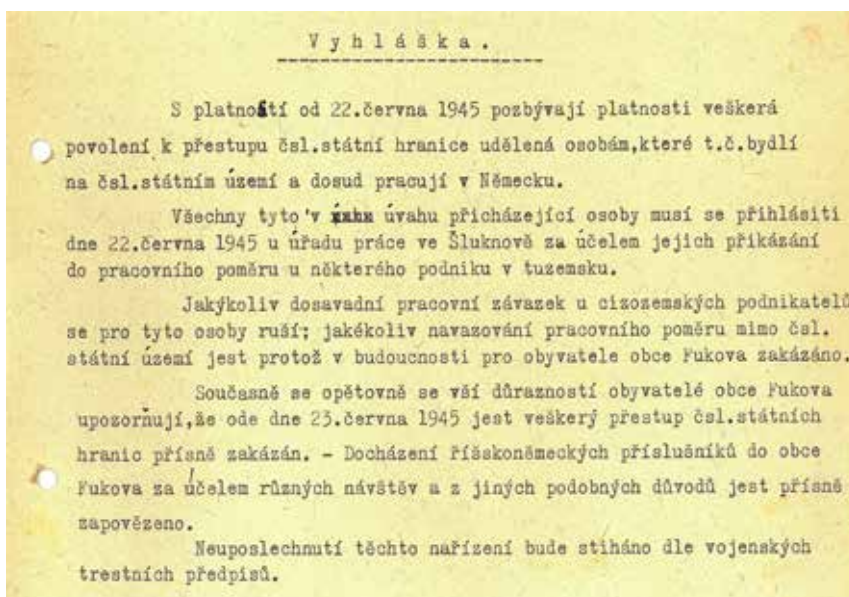 Vyhláška.
S platností od 22.června 1945 pozbývají platnosti veškerá
povolení k přestupu čsl.státní hranice udělená osobám,které t.č.bydlí
na čsl.státním území a dosud pracují v Německu.
Všechny tyto v úvahu přicházející osoby musí se přihlásiti
dne 22.června 1945 u úřadu práce ve Šluknově za účelem jejich přikázání
do pracovního poměru u některého podniku v tuzemsku.
Jakýkoliv dosavadní pracovní závazek u cizozemských podnikatelů
se pro tyto osoby ruší; jakékoliv navazování pracovního poměru mimo čsl.
státní území jest protož v budoucnosti pro obyvatele obce Fukova zakázáno.
Současně se opětovně se vší důrazností obyvatelé obce Fukova
upozorňují,že ode dne 23.června 1945 jest veškerý přestup čsl.státních
hranic přísně zakázán. - Docházení říšskoněmeckých příslušníků do obce
Fukova za účelem různých návštěv a z jiných podobných důvodů jest přísně
zapovězeno.
Neuposlechnutí těchto nařízení bude stiháno dle vojenských
trestních předpisů.